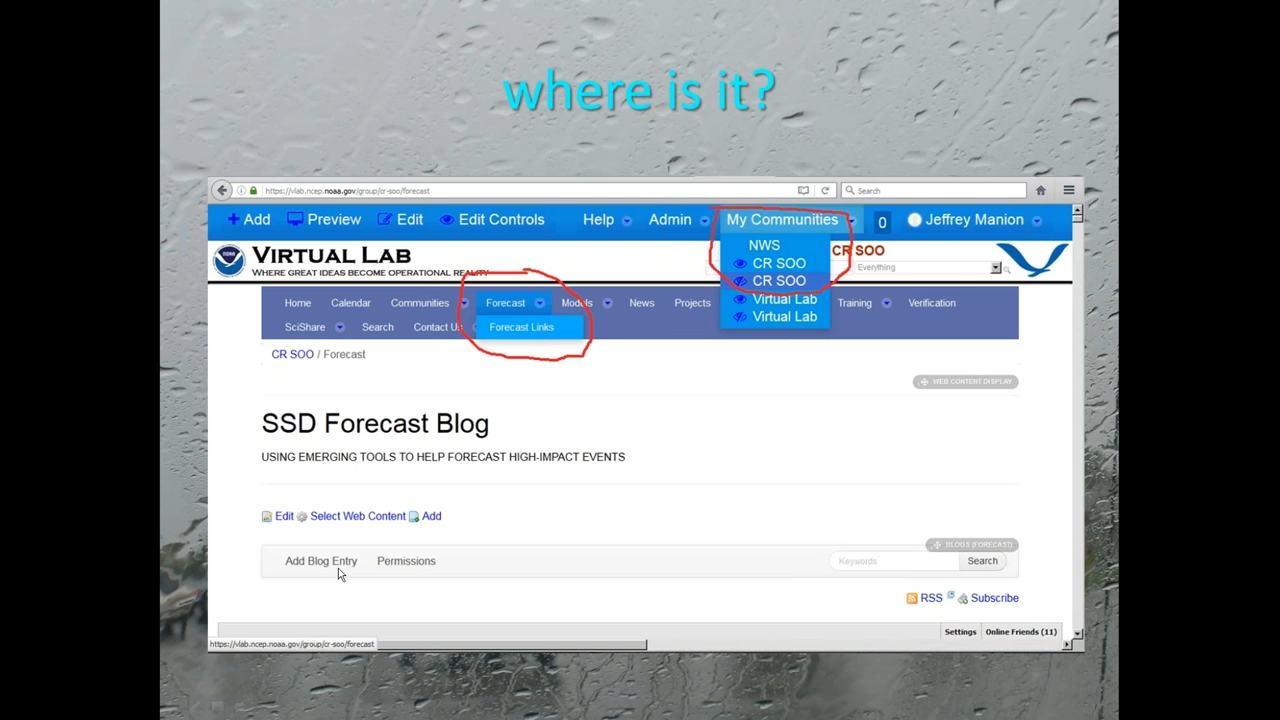 where is it?
https://vlab.ncep.noaa.gov/group/cr-soo/forecast
Search
Add Preview Edit Edit Controls Help Admin My Communities 0 Jeffrey Manion
NWS
CR SOO
CR SOO
Virtual Lab
Virtual Lab
VIRTUAL LAB
WHERE GREAT IDEAS BECOME OPERATIONAL REALITY
CR SOO
Everything
Home Calendar Communities Forecast Models News Projects Training Verification
Forecast Links
SciShare Search Contact Us
CR SOO / Forecast
WEB CONTENT DISPLAY
SSD Forecast Blog
USING EMERGING TOOLS TO HELP FORECAST HIGH-IMPACT EVENTS
Edit Select Web Content Add
BLOGS (FORECAST)
Add Blog Entry Permissions Keywords Search
RSS Subscribe
Settings Online Friends (11)
https://vlab.ncep.noaa.gov/group/cr-soo/forecast